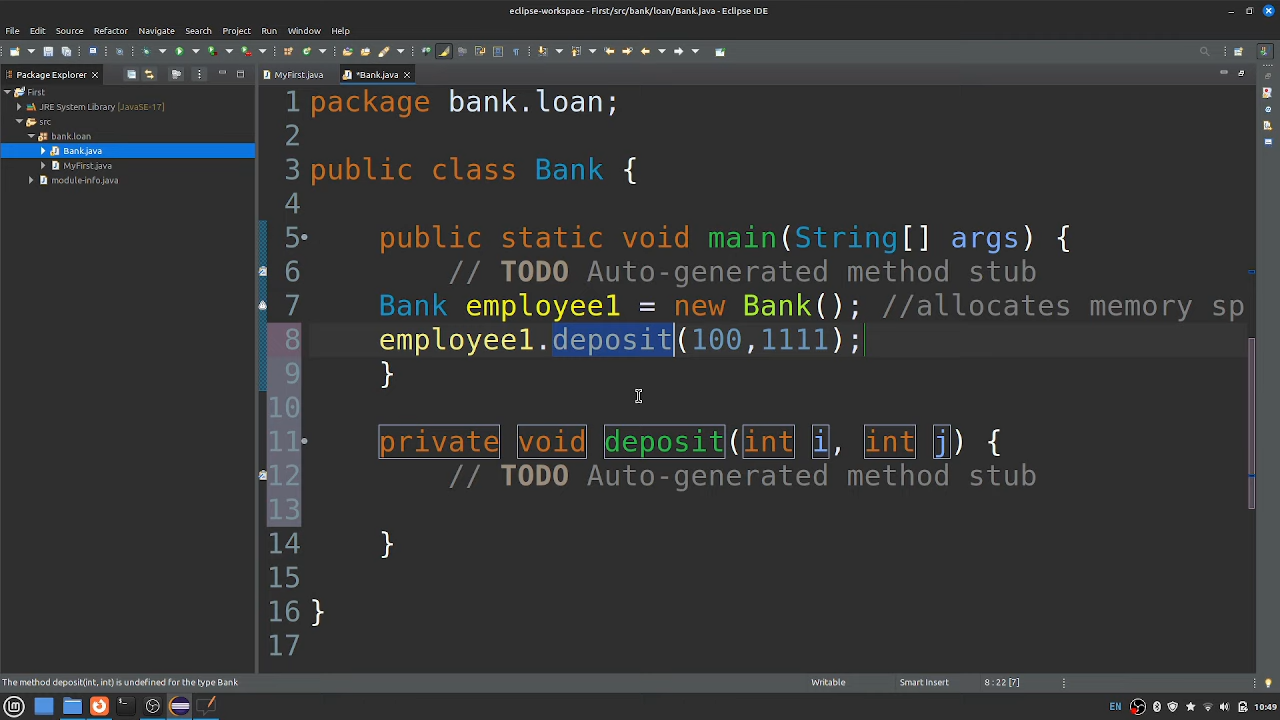 eclipse-workspace - First/src/bank/loan/Bank.java - Eclipse IDE
File Edit Source Refactor Navigate Search Project Run Window Help
Package Explorer
MyFirst.java
*Bank.java
First
JRE System Library [JavaSE-17]
src
bank.loan
Bank.java
MyFirst.java
module-info.java
1 package bank.loan;
2
3 public class Bank {
4
5 public static void main(String[] args) {
6 // TODO Auto-generated method stub
7 Bank employee1 = new Bank(); //allocates memory sp
8 employee1.deposit(100,1111);
9 }
10
11 private void deposit(int i, int j) {
12 // TODO Auto-generated method stub
13
14 }
15
16 }
17
The method deposit(int, int) is undefined for the type Bank
Writable
Smart Insert
8 : 22 [7]
EN
10:49